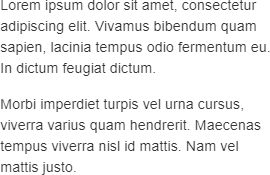 Lorem ipsum dolor sit amet, consectetur
adipiscing elit. Vivamus bibendum quam
sapien, lacinia tempus odio fermentum eu.
In dictum feugiat dictum.
Morbi imperdiet turpis vel urna cursus,
viverra varius quam hendrerit. Maecenas
tempus viverra nisl id mattis. Nam vel
mattis justo.